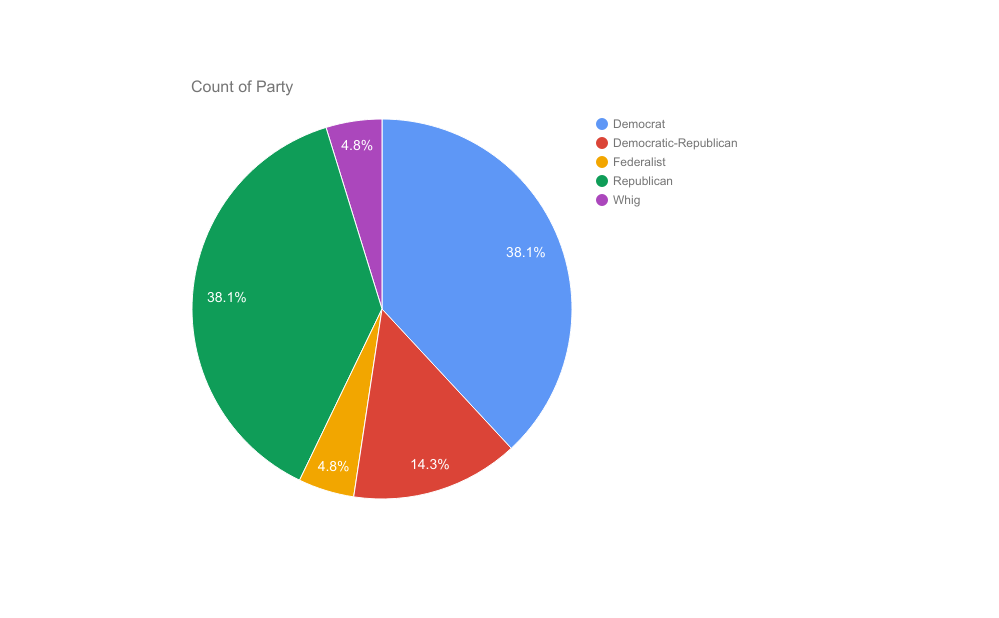 Count of Party
4.8%
38.1%
38.1%
14.3%
4.8%
Democrat
Democratic-Republican
Federalist
Republican
Whig